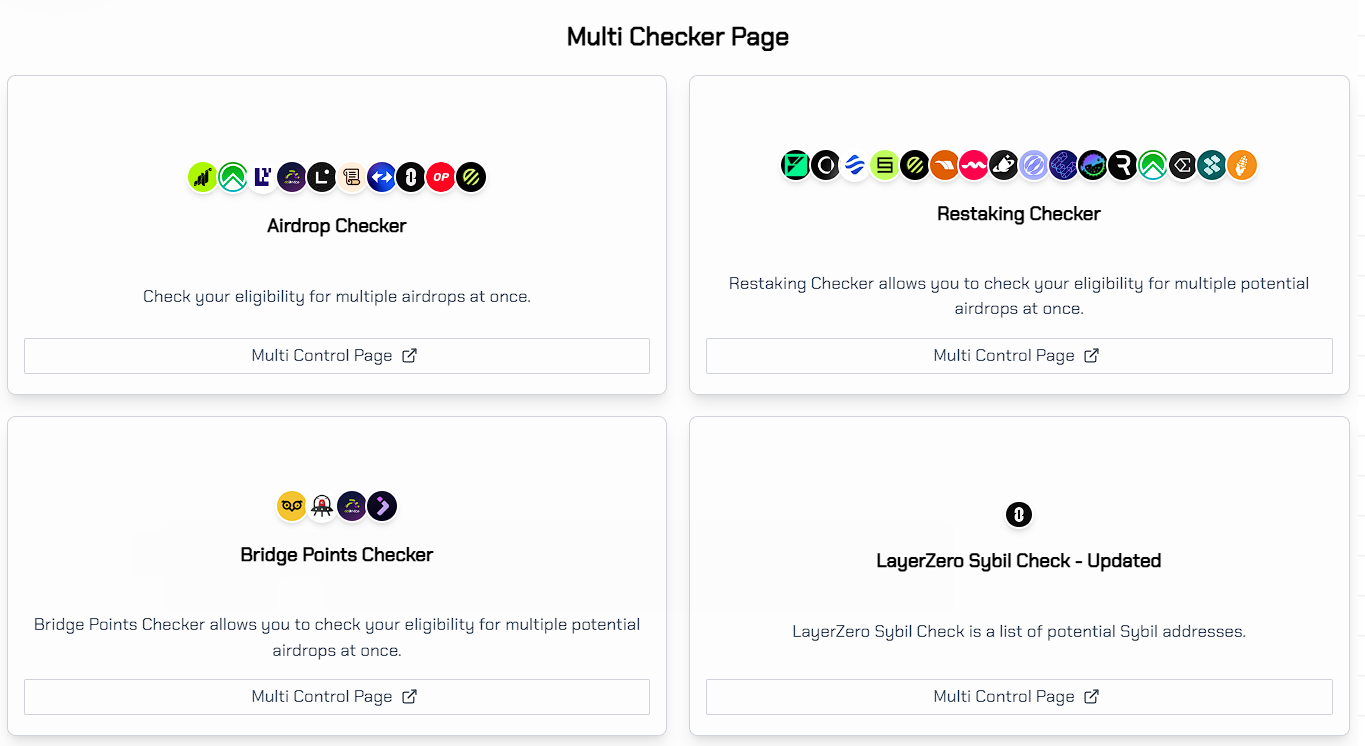 Multi Checker Page
Airdrop Checker
Check your eligibility for multiple airdrops at once.
Multi Control Page
OP
Restaking Checker
Restaking Checker allows you to check your eligibility for multiple potential
airdrops at once.
Multi Control Page
Bridge Points Checker
Bridge Points Checker allows you to check your eligibility for multiple potential
airdrops at once.
Multi Control Page
LayerZero Sybil Check - Updated
LayerZero Sybil Check is a list of potential Sybil addresses.
Multi Control Page